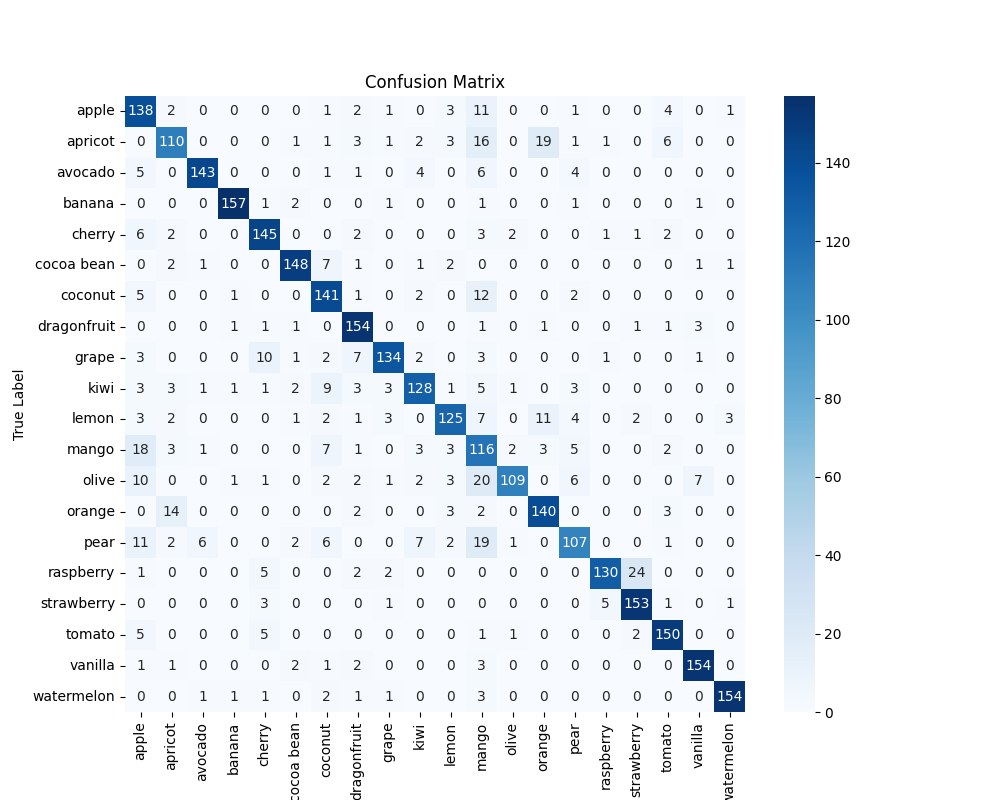 Confusion Matrix
apple 138 2 0 0 0 0 1 2 1 0 3 11 0 0 1 0 0 4 0 1
apricot 0 110 0 0 0 1 1 3 1 2 3 16 0 19 1 1 0 6 0 0
avocado 5 0 143 0 0 0 1 1 0 4 0 6 0 0 4 0 0 0 0 0
banana 0 0 0 157 1 2 0 0 1 0 0 1 0 0 1 0 0 0 1 0
cherry 6 2 0 0 145 0 0 2 0 0 0 3 2 0 0 1 1 2 0 0
cocoa bean 0 2 1 0 0 148 7 1 0 1 2 0 0 0 0 0 0 0 1 1
coconut 5 0 0 1 0 0 141 1 0 2 0 12 0 0 2 0 0 0 0 0
dragonfruit 0 0 0 1 1 1 0 154 0 0 0 1 0 1 0 0 1 1 3 0
grape 3 0 0 0 10 1 2 7 134 2 0 3 0 0 0 1 0 0 1 0
kiwi 3 3 1 1 1 2 9 3 3 128 1 5 1 0 3 0 0 0 0 0
lemon 3 2 0 0 0 1 2 1 3 0 125 7 0 11 4 0 2 0 0 3
mango 18 3 1 0 0 0 7 1 0 3 3 116 2 3 5 0 0 2 0 0
olive 10 0 0 1 1 0 2 2 1 2 3 20 109 0 6 0 0 0 7 0
orange 0 14 0 0 0 0 0 2 0 0 3 2 0 140 0 0 0 3 0 0
pear 11 2 6 0 0 2 6 0 0 7 2 19 1 0 107 0 0 1 0 0
raspberry 1 0 0 0 5 0 0 2 2 0 0 0 0 0 0 130 24 0 0 0
strawberry 0 0 0 0 3 0 0 0 1 0 0 0 0 0 0 5 153 1 0 1
tomato 5 0 0 0 5 0 0 0 0 0 0 1 1 0 0 0 2 150 0 0
vanilla 1 1 0 0 0 2 1 2 0 0 0 3 0 0 0 0 0 0 154 0
watermelon 0 0 1 1 1 0 2 1 1 0 0 3 0 0 0 0 0 0 0 154
True Label
apple
apricot
avocado
banana
cherry
cocoa bean
coconut
dragonfruit
grape
kiwi
lemon
mango
olive
orange
pear
raspberry
strawberry
tomato
vanilla
watermelon
140
120
100
80
60
40
20
0